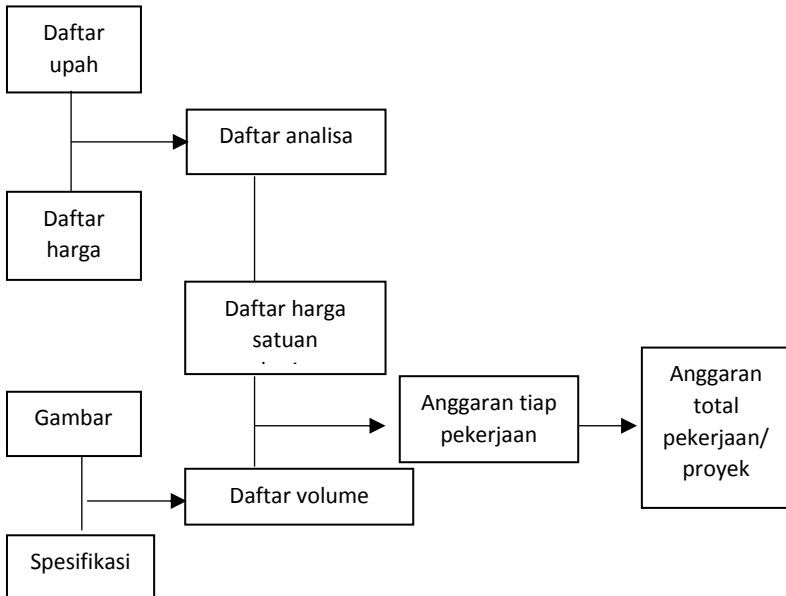 Daftar
upah
Daftar analisa
Daftar
harga
Daftar harga
satuan
Gambar
Anggaran tiap
pekerjaan
Anggaran
total
pekerjaan/
proyek
Daftar volume
Spesifikasi